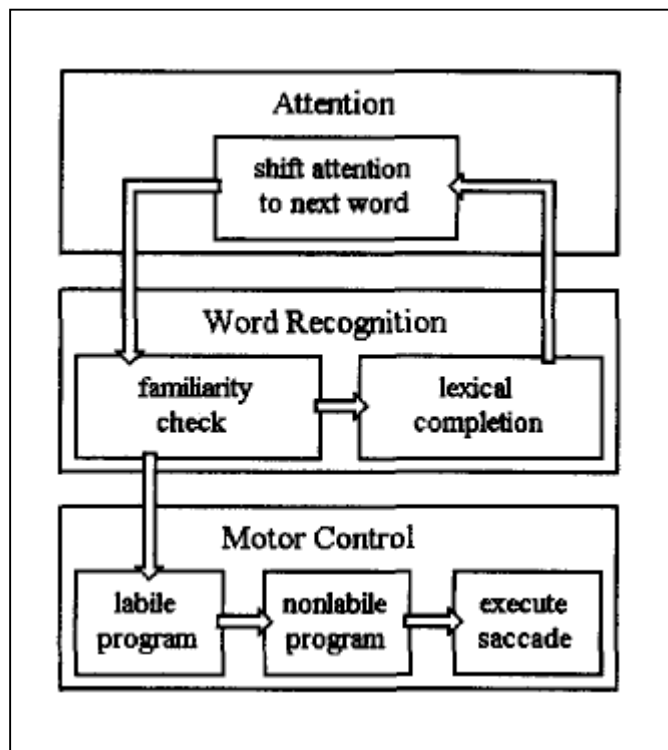 Attention
shift attention
to next word
Word Recognition
familiarity
check
lexical
completion
Motor Control
labile
program
nonlabile
program
execute
saccade